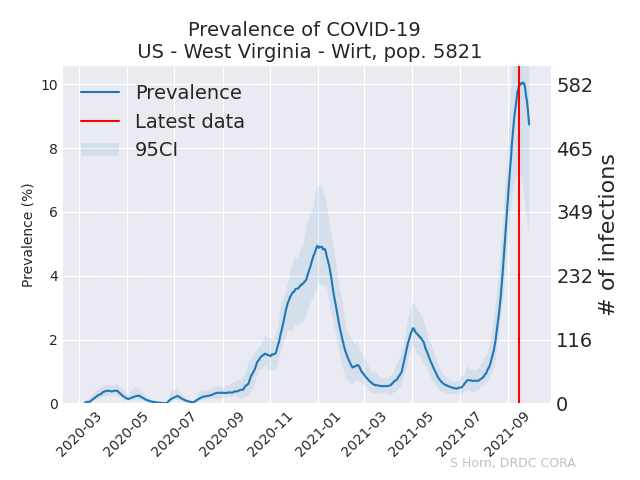 Prevalence of COVID-19
US - West Virginia - Wirt, pop. 5821
Prevalence
Latest data
95CI
10
8
6
4
2
0
Prevalence (%)
582
465
349
232
116
0
# of infections
2020-03
2020-05
2020-07
2020-09
2020-11
2021-01
2021-03
2021-05
2021-07
2021-09
S Horn, DRDC CORA